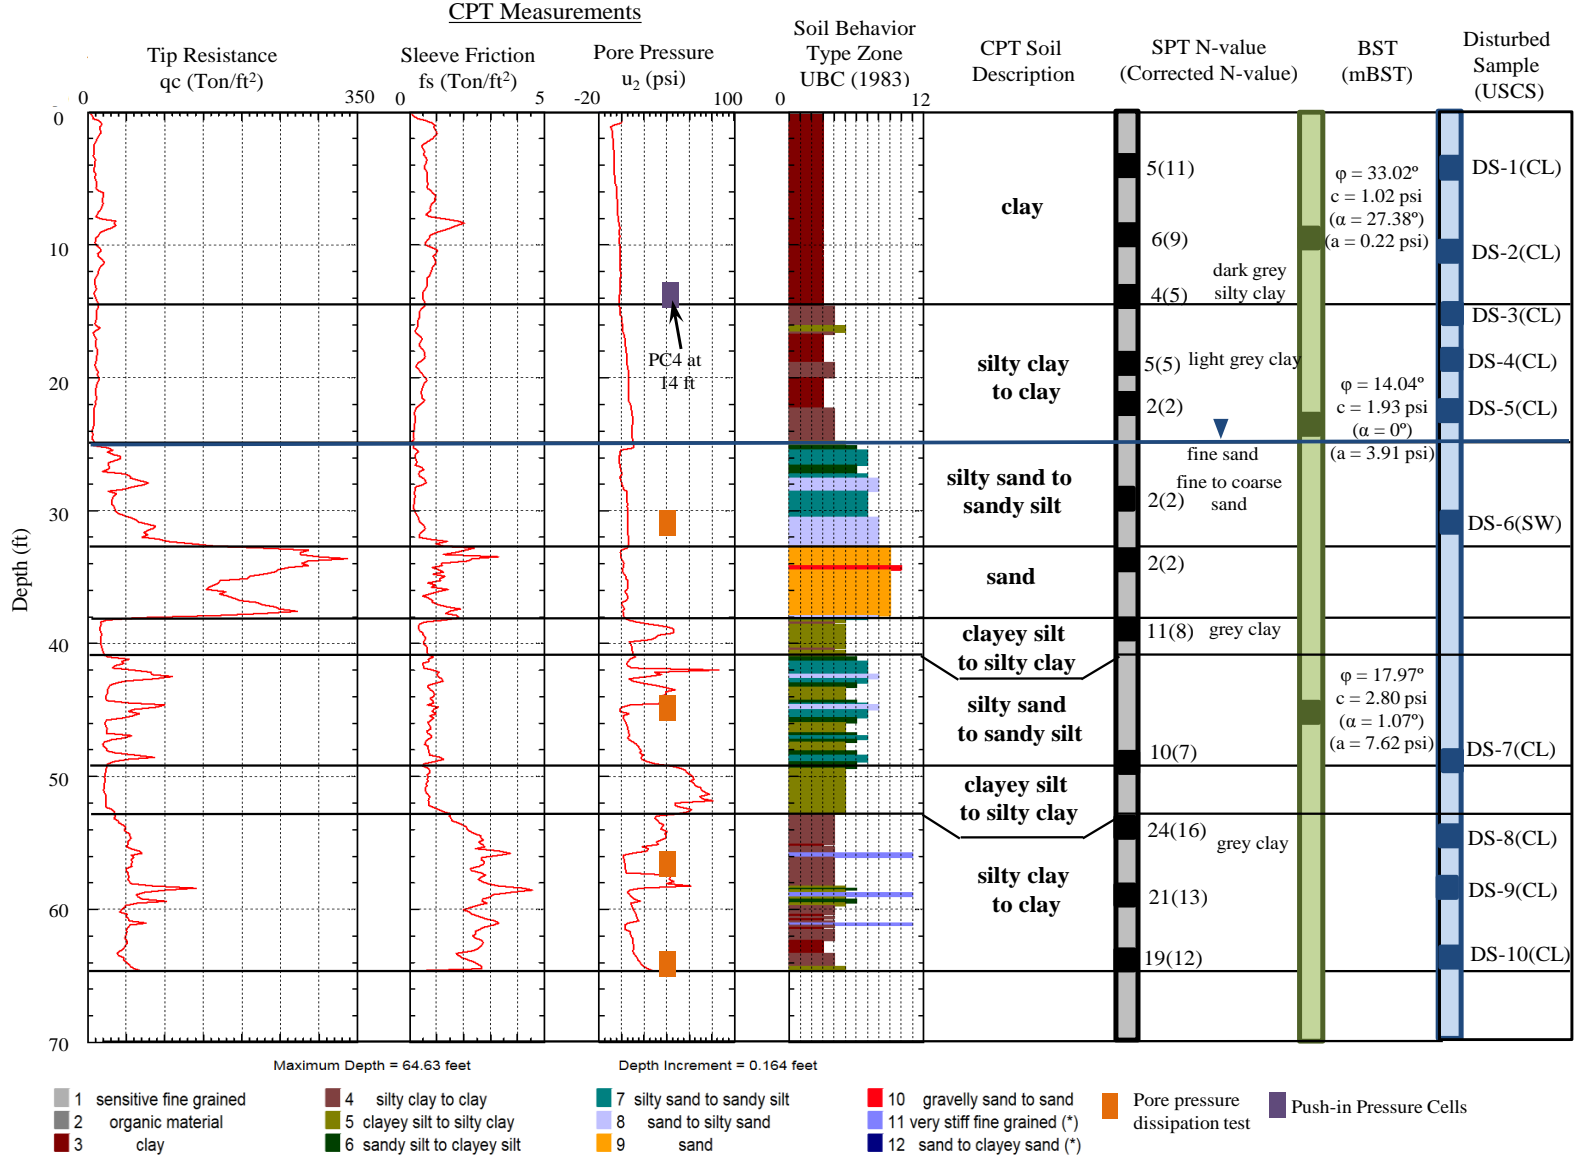 CPT Measurements
Tip Resistance
qc (Ton/ft²)
Sleeve Friction
fs (Ton/ft²)
Pore Pressure
u₂ (psi)
Soil Behavior
Type Zone
UBC (1983)
CPT Soil
Description
SPT N-value
(Corrected N-value)
BST
(mBST)
Disturbed
Sample
(USCS)
0 350 0 5 -20 100 0 12
Depth (ft)
0
10
20
30
40
50
60
70
PC4 at
14 ft
clay
silty clay
to clay
silty sand to
sandy silt
sand
clayey silt
to silty clay
silty sand
to sandy silt
clayey silt
to silty clay
silty clay
to clay
5(11)
6(9)
dark grey
silty clay
4(5)
5(5) light grey clay
2(2)
fine sand
fine to coarse
sand
2(2)
2(2)
11(8) grey clay
10(7)
24(16)
grey clay
21(13)
19(12)
φ = 33.02º
c = 1.02 psi
(α = 27.38º)
(a = 0.22 psi)
φ = 14.04º
c = 1.93 psi
(α = 0º)
(a = 3.91 psi)
φ = 17.97º
c = 2.80 psi
(α = 1.07º)
(a = 7.62 psi)
DS-1(CL)
DS-2(CL)
DS-3(CL)
DS-4(CL)
DS-5(CL)
DS-6(SW)
DS-7(CL)
DS-8(CL)
DS-9(CL)
DS-10(CL)
Maximum Depth = 64.63 feet
Depth Increment = 0.164 feet
1 sensitive fine grained
2 organic material
3 clay
4 silty clay to clay
5 clayey silt to silty clay
6 sandy silt to clayey silt
7 silty sand to sandy silt
8 sand to silty sand
9 sand
10 gravelly sand to sand
11 very stiff fine grained (*)
12 sand to clayey sand (*)
Pore pressure
dissipation test
Push-in Pressure Cells